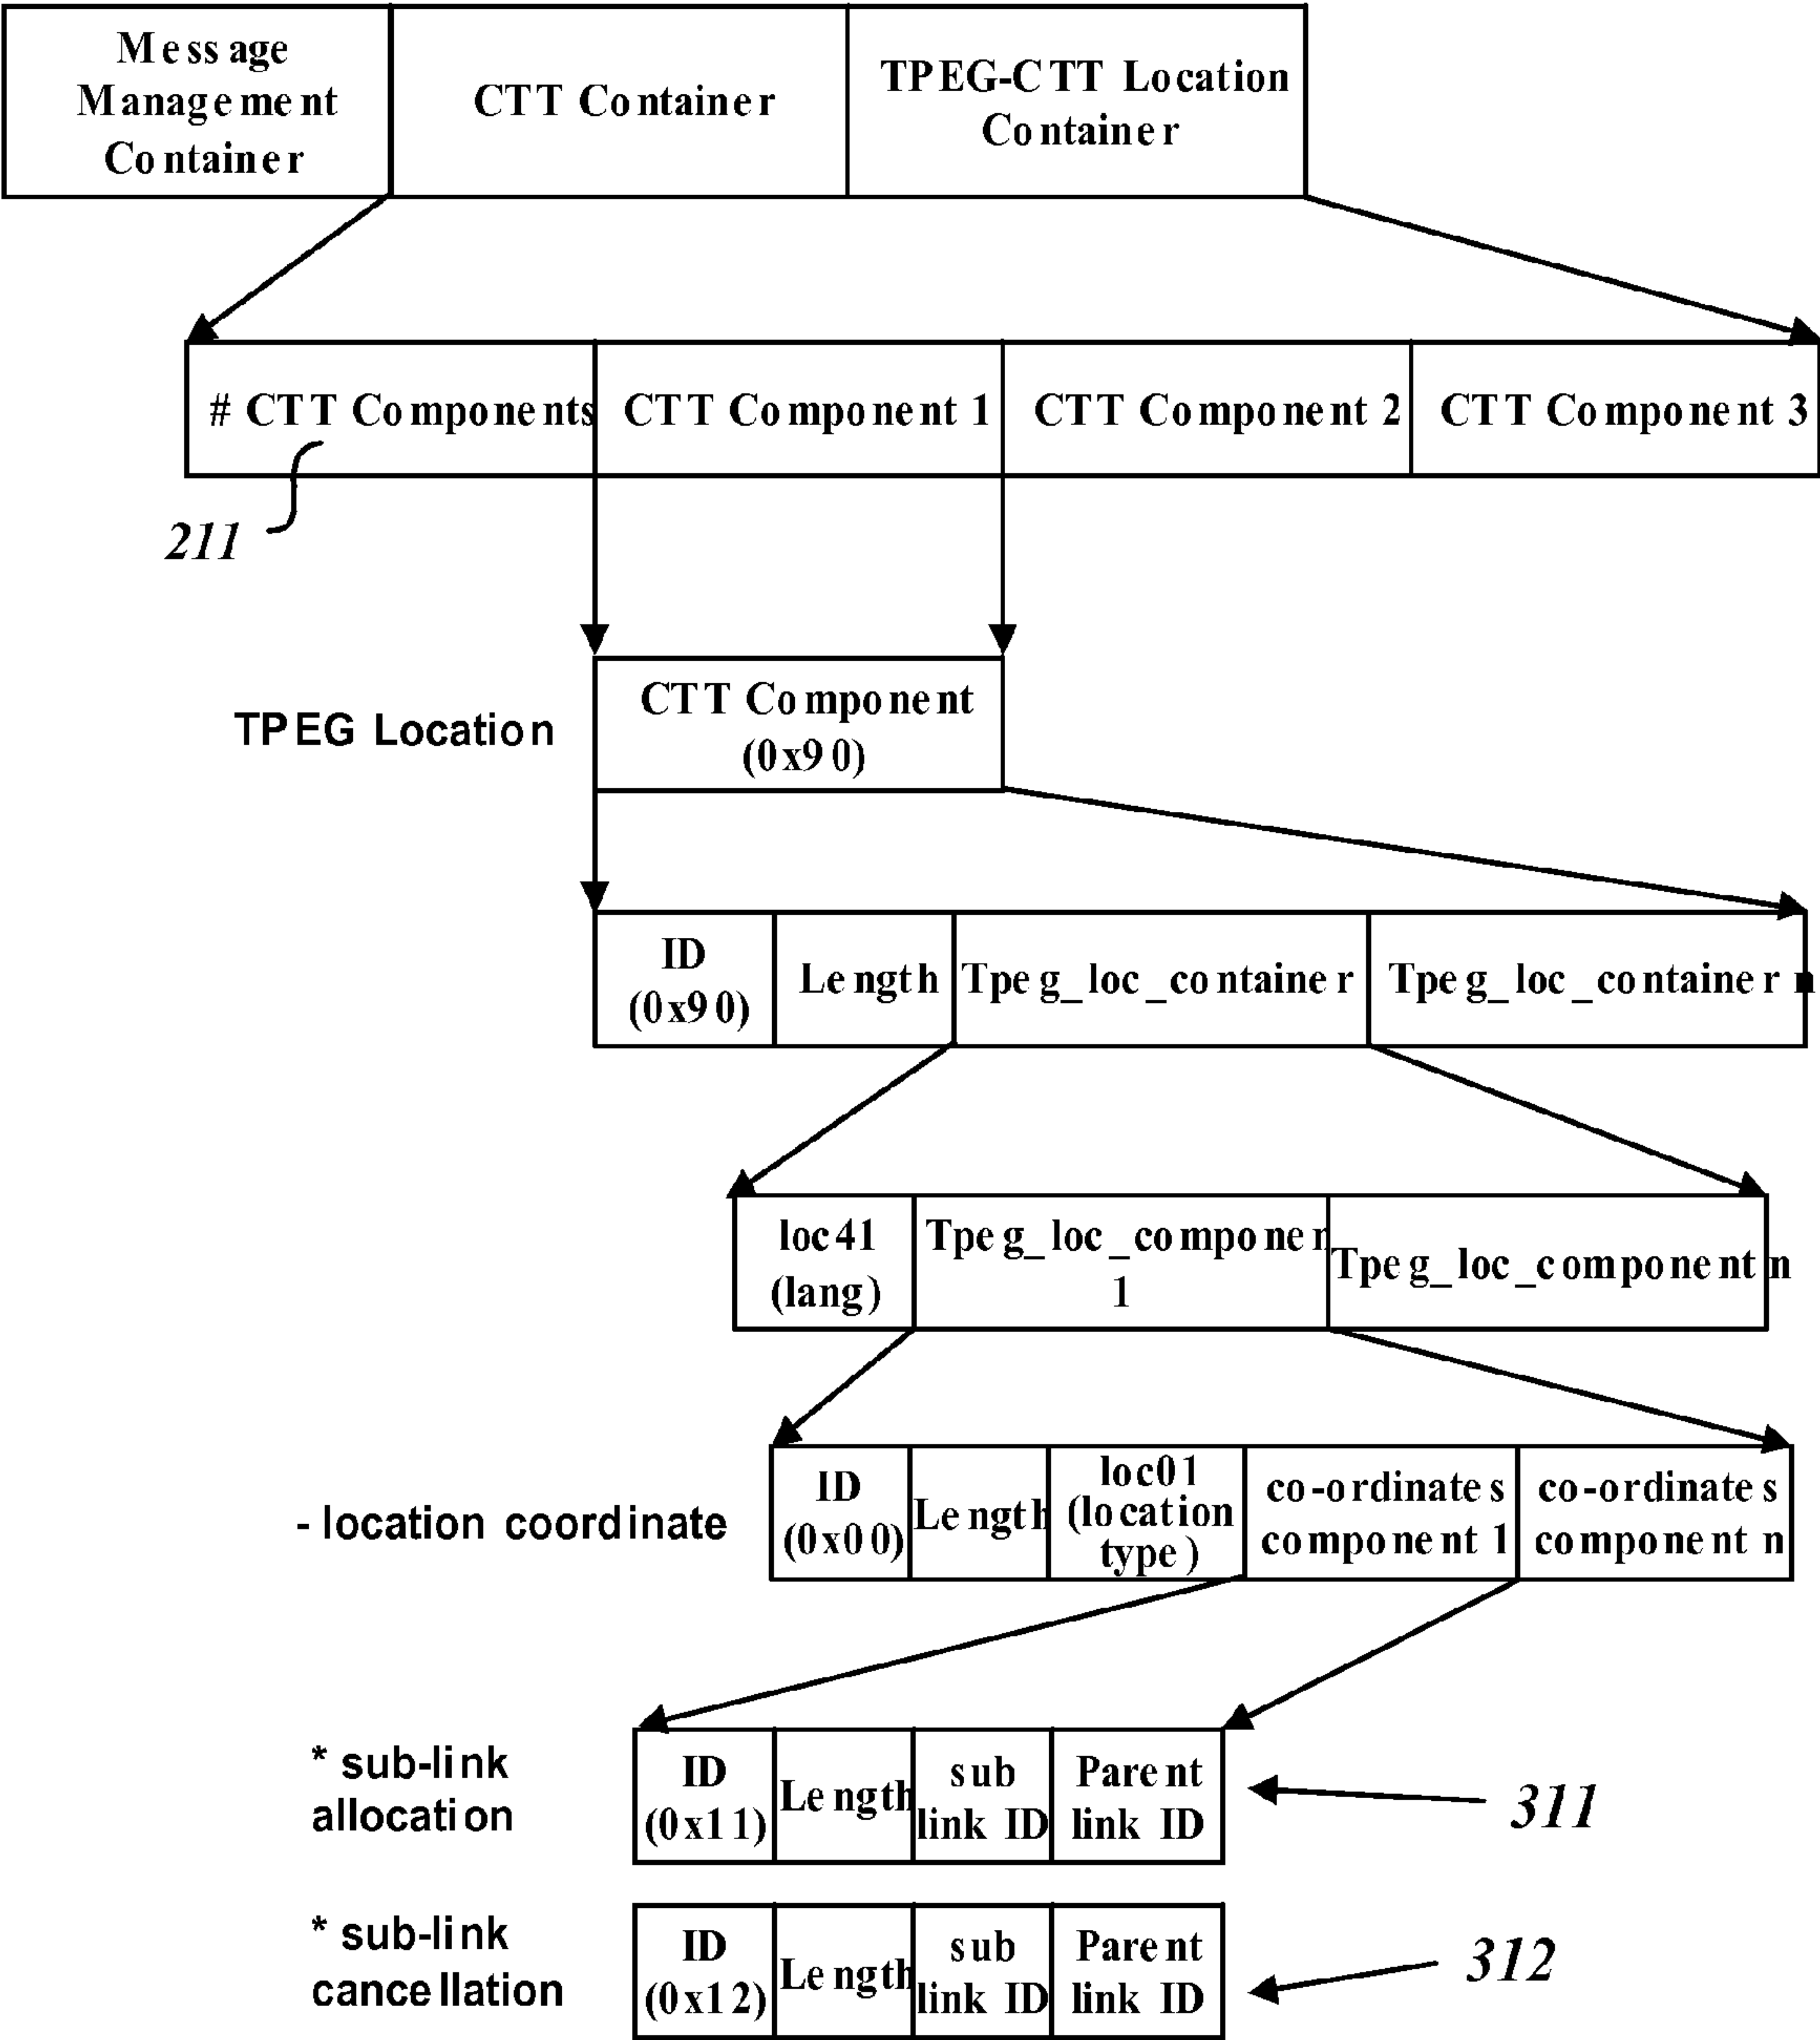 Message
Management
Container
CTT Container
TPEG-CTT Location
Container
# CTT Components
CTT Component 1
CTT Component 2
CTT Component 3
211
TPEG Location
CTT Component
(0x90)
ID
(0x90)
Length
Tpeg_loc_container
Tpeg_loc_container n
loc41
(lang)
Tpeg_loc_componen
1
Tpeg_loc_component n
- location coordinate
ID
(0x00)
Length
loc01
(location
type)
co-ordinates
component 1
co-ordinates
component n
* sub-link
allocation
ID
(0x11)
Length
sub
link ID
Parent
link ID
311
* sub-link
cancellation
ID
(0x12)
Length
sub
link ID
Parent
link ID
312